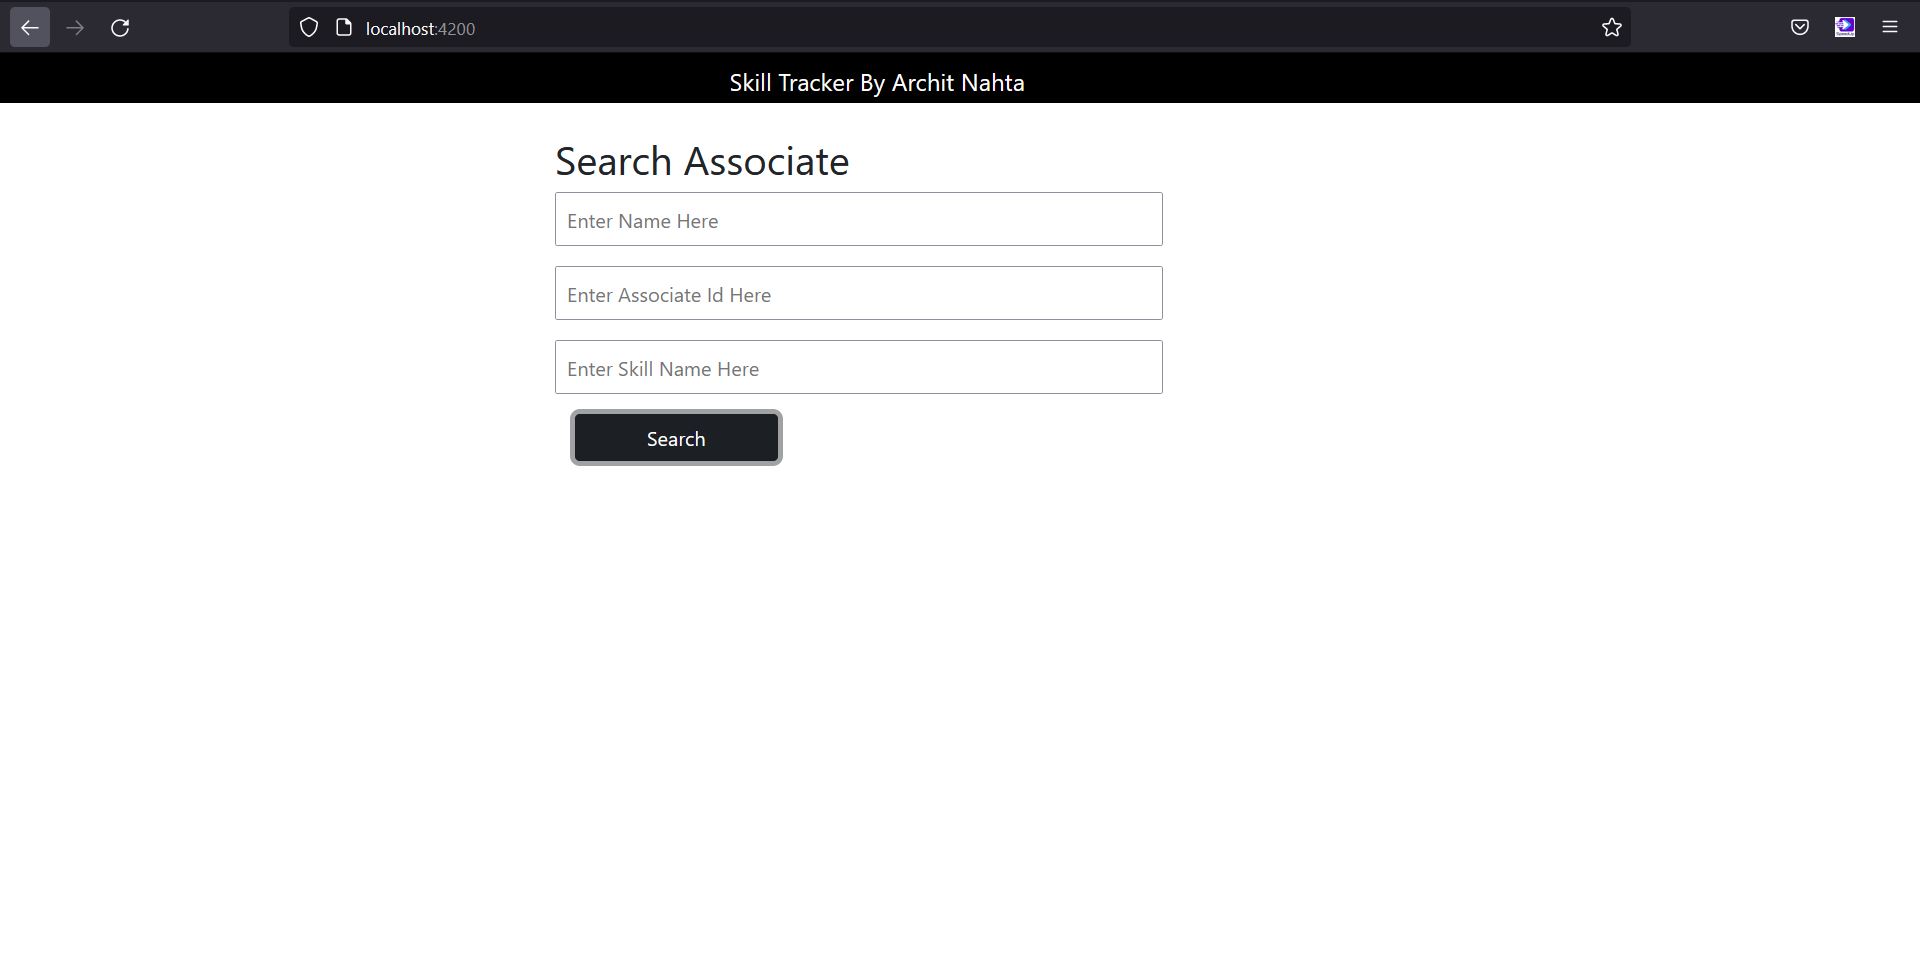 localhost:4200
Skill Tracker By Archit Nahta
Search Associate
Enter Name Here
Enter Associate Id Here
Enter Skill Name Here
Search